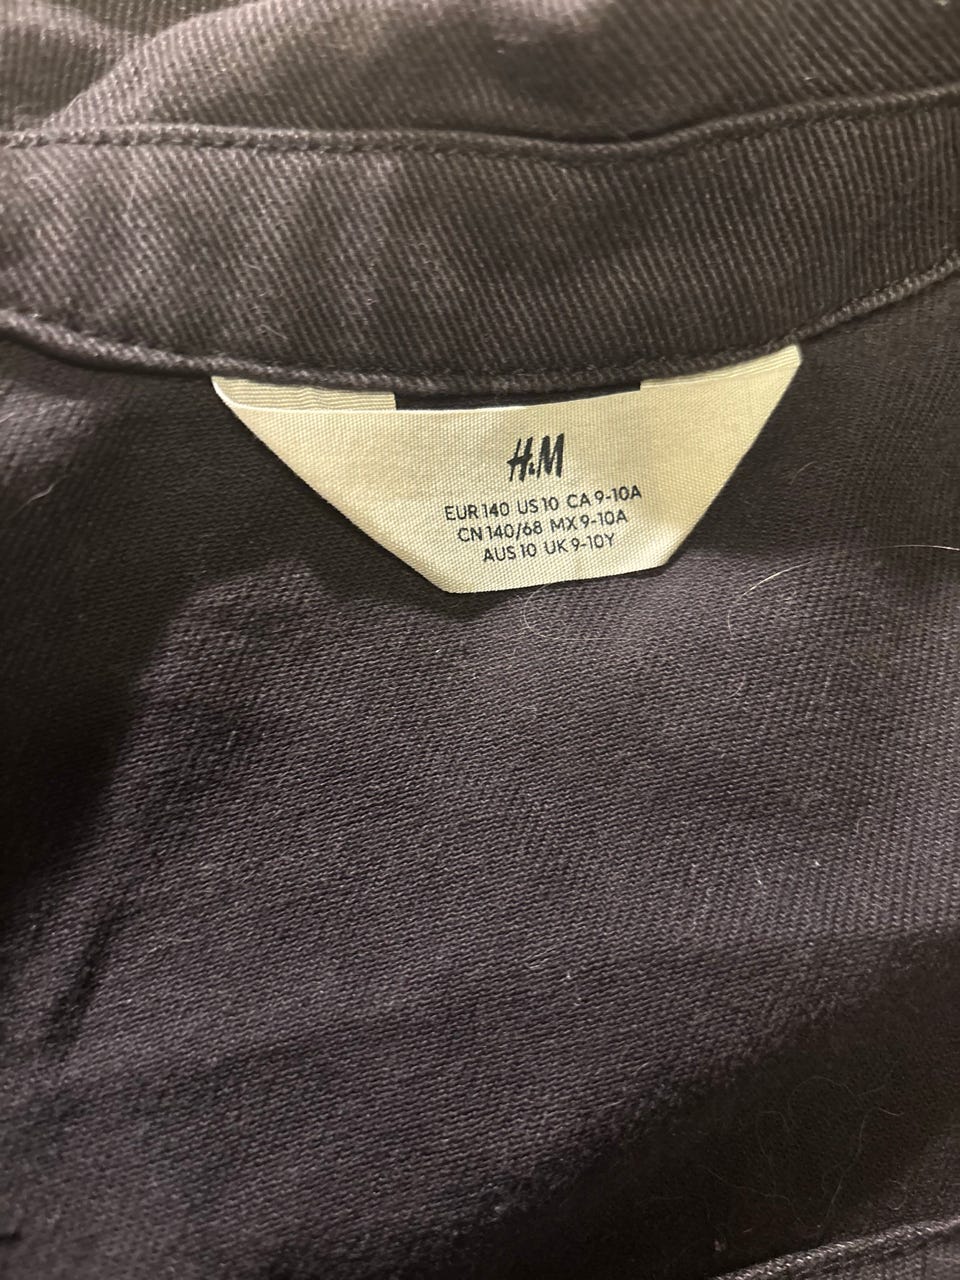 H&M
EUR 140 US 10 CA 9-10A
CN 140/68 MX 9-10A
AUS 10 UK 9-10Y